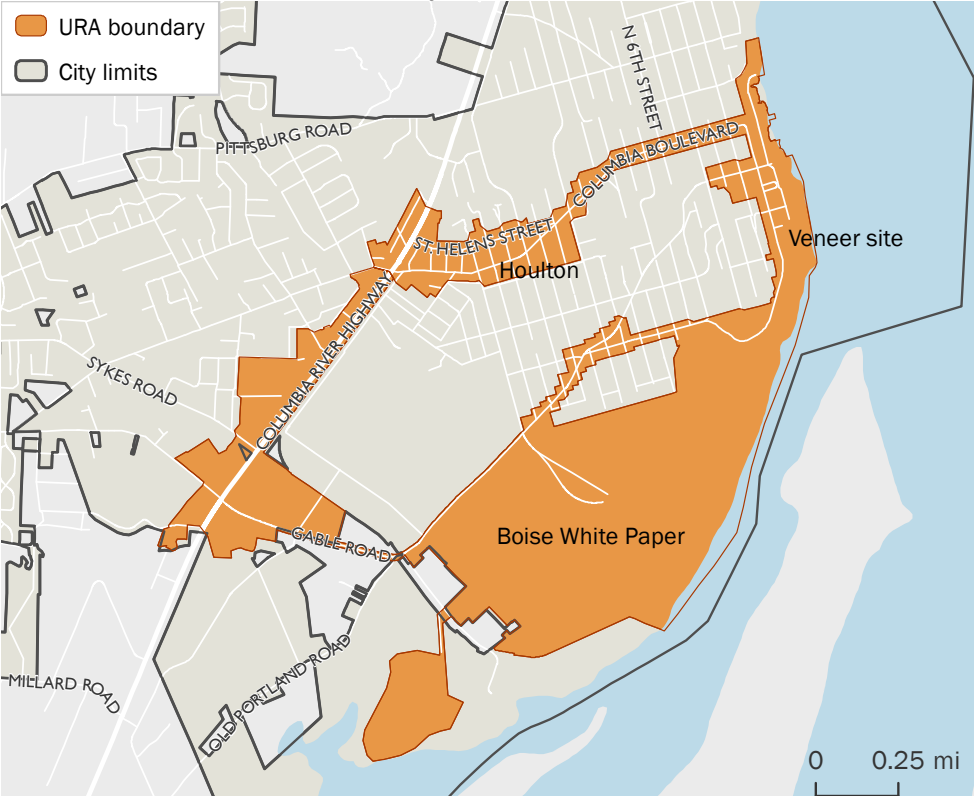 URA boundary
City limits
N 6TH STREET
PITTSBURG ROAD
COLUMBIA BOULEVARD
ST. HELENS STREET
Veneer site
Houlton
COLUMBIA RIVER HIGHWAY
SYKES ROAD
Boise White Paper
GABLE ROAD
MILLARD ROAD
OLD PORTLAND ROAD
0 0.25 mi